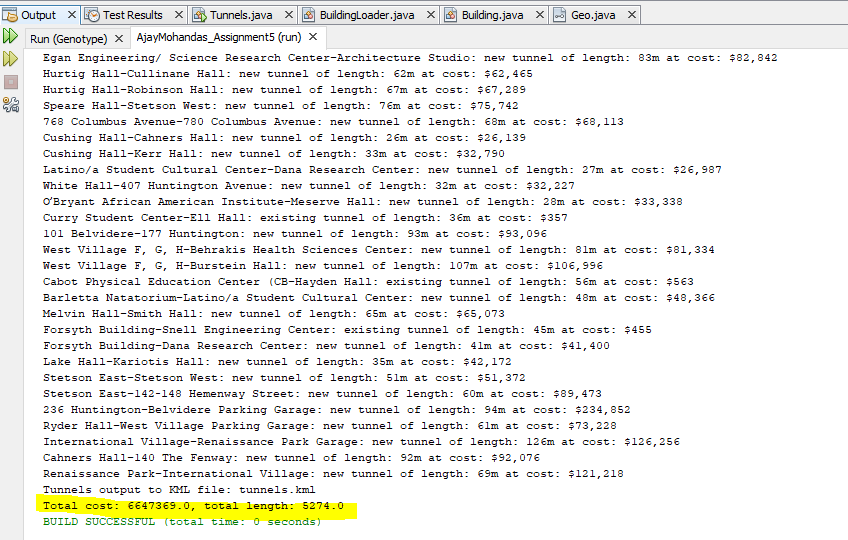 Output Test Results Tunnels.java BuildingLoader.java Building.java Geo.java
Run (Genotype) AjayMohandas_Assignment5 (run)
Egan Engineering/ Science Research Center-Architecture Studio: new tunnel of length: 83m at cost: $82,842
Hurtig Hall-Cullinane Hall: new tunnel of length: 62m at cost: $62,465
Hurtig Hall-Robinson Hall: new tunnel of length: 67m at cost: $67,289
Speare Hall-Stetson West: new tunnel of length: 76m at cost: $75,742
768 Columbus Avenue-780 Columbus Avenue: new tunnel of length: 68m at cost: $68,113
Cushing Hall-Cahners Hall: new tunnel of length: 26m at cost: $26,139
Cushing Hall-Kerr Hall: new tunnel of length: 33m at cost: $32,790
Latino/a Student Cultural Center-Dana Research Center: new tunnel of length: 27m at cost: $26,987
White Hall-407 Huntington Avenue: new tunnel of length: 32m at cost: $32,227
O'Bryant African American Institute-Meserve Hall: new tunnel of length: 28m at cost: $33,338
Curry Student Center-Ell Hall: existing tunnel of length: 36m at cost: $357
101 Belvidere-177 Huntington: new tunnel of length: 93m at cost: $93,096
West Village F, G, H-Behrakis Health Sciences Center: new tunnel of length: 81m at cost: $81,334
West Village F, G, H-Burstein Hall: new tunnel of length: 107m at cost: $106,996
Cabot Physical Education Center (CB-Hayden Hall: existing tunnel of length: 56m at cost: $563
Barletta Natatorium-Latino/a Student Cultural Center: new tunnel of length: 48m at cost: $48,366
Melvin Hall-Smith Hall: new tunnel of length: 65m at cost: $65,073
Forsyth Building-Snell Engineering Center: existing tunnel of length: 45m at cost: $455
Forsyth Building-Dana Research Center: new tunnel of length: 41m at cost: $41,400
Lake Hall-Kariotis Hall: new tunnel of length: 35m at cost: $42,172
Stetson East-Stetson West: new tunnel of length: 51m at cost: $51,372
Stetson East-142-148 Hemenway Street: new tunnel of length: 60m at cost: $89,473
236 Huntington-Belvidere Parking Garage: new tunnel of length: 94m at cost: $234,852
Ryder Hall-West Village Parking Garage: new tunnel of length: 61m at cost: $73,228
International Village-Renaissance Park Garage: new tunnel of length: 126m at cost: $126,256
Cahners Hall-140 The Fenway: new tunnel of length: 92m at cost: $92,076
Renaissance Park-International Village: new tunnel of length: 69m at cost: $121,218
Tunnels output to KML file: tunnels.kml
Total cost: 6647369.0, total length: 5274.0
BUILD SUCCESSFUL (total time: 0 seconds)